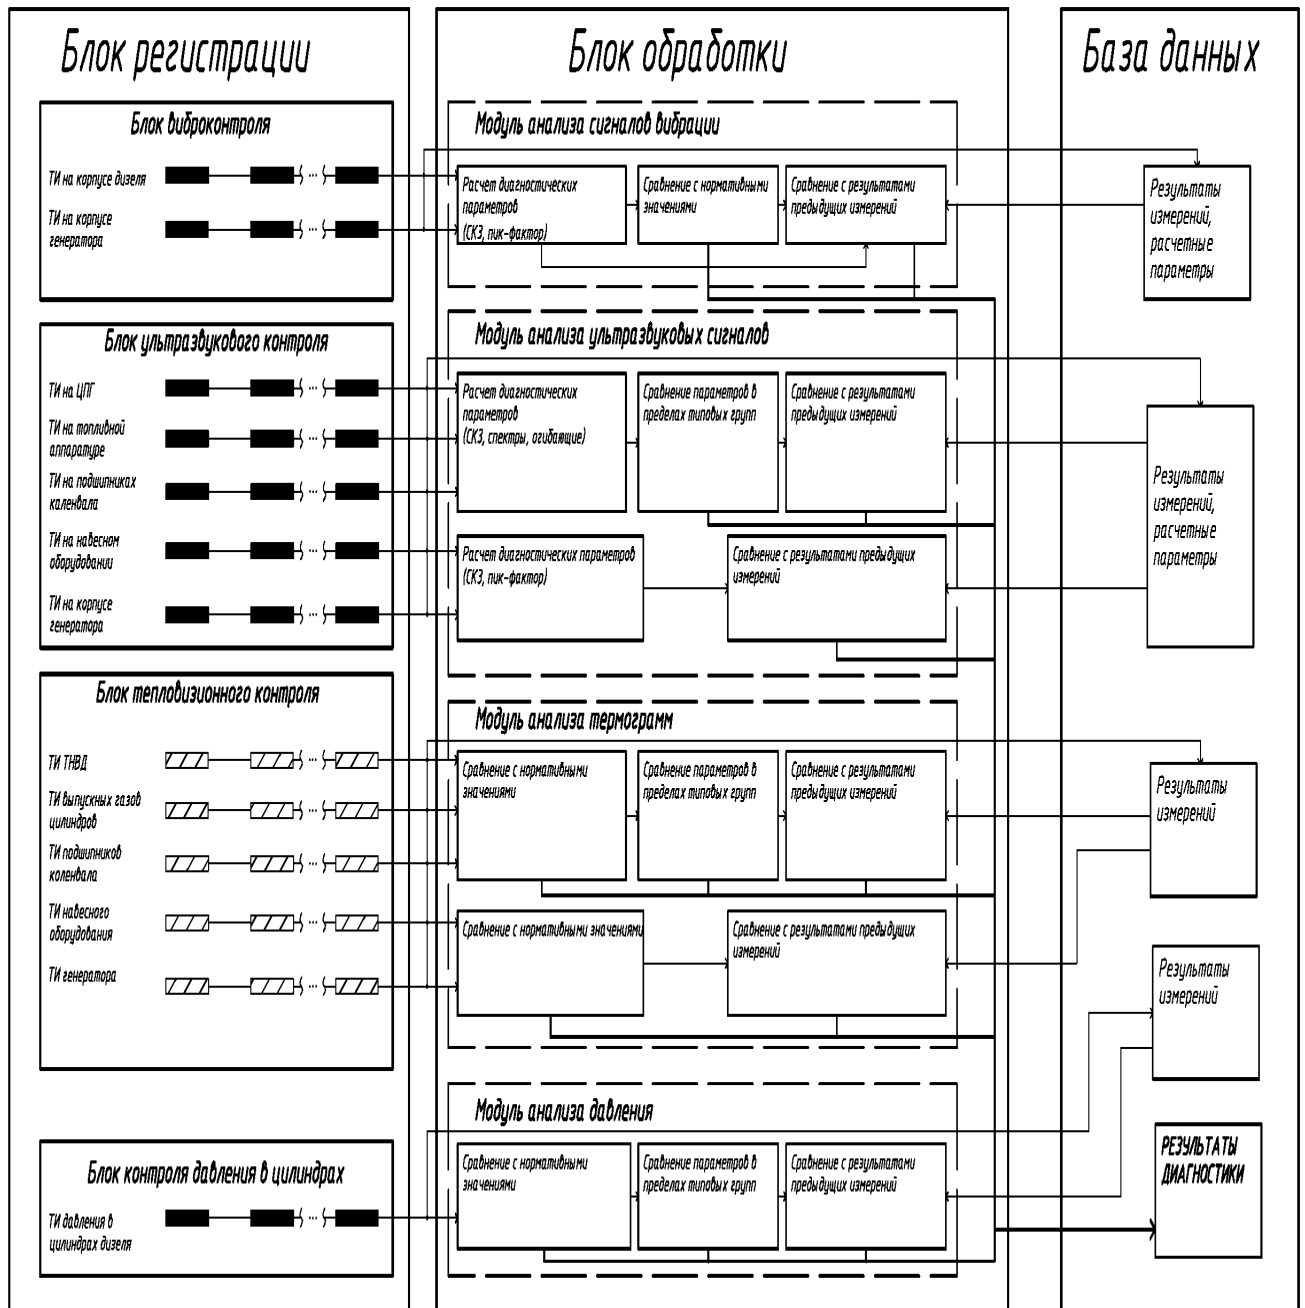 Блок регистрации
Блок виброконтроля
ТИ на корпусе дизеля
ТИ на корпусе
генератора
...
...
Блок ультразвукового контроля
ТИ на ЦПГ
ТИ на топливной
аппаратуре
ТИ на подшипниках
каленвала
ТИ на навесном
оборудовании
ТИ на корпусе
генератора
...
...
...
...
...
Блок тепловизионного контроля
ТИ ТНВД
ТИ выпускных газов
цилиндров
ТИ подшипников
коленвала
ТИ навесного
оборудования
ТИ генератора
...
...
...
...
...
Блок контроля давления в цилиндрах
ТИ давления в
цилиндрах дизеля
...
Блок обработки
Модуль анализа сигналов вибрации
Расчет диагностических
параметров
(СКЗ, пик-фактор)
Сравнение с нормативными
значениями
Сравнение с результатами
предыдущих измерений
Модуль анализа ультразвуковых сигналов
Расчет диагностических
параметров
(СКЗ, спектры, огибающие)
Сравнение параметров в
пределах типовых групп
Сравнение с результатами
предыдущих измерений
Расчет диагностических параметров
(СКЗ, пик-фактор)
Сравнение с результатами предыдущих
измерений
Модуль анализа термограмм
Сравнение с нормативными
значениями
Сравнение параметров в
пределах типовых групп
Сравнение с результатами
предыдущих измерений
Сравнение с нормативными значениями
Сравнение с результатами предыдущих
измерений
Модуль анализа давления
Сравнение с нормативными
значениями
Сравнение параметров в
пределах типовых групп
Сравнение с результатами
предыдущих измерений
База данных
Результаты
измерений,
расчетные
параметры
Результаты
измерений,
расчетные
параметры
Результаты
измерений
Результаты
измерений
РЕЗУЛЬТАТЫ
ДИАГНОСТИКИ